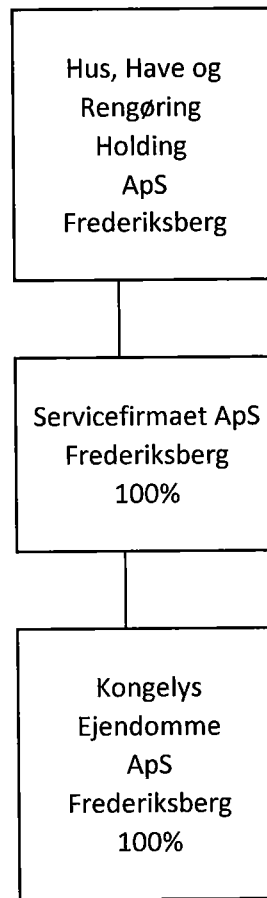 Hus, Have og
Rengøring
Holding
ApS
Frederiksberg
Servicefirmaet ApS
Frederiksberg
100%
Kongelys
Ejendomme
ApS
Frederiksberg
100%